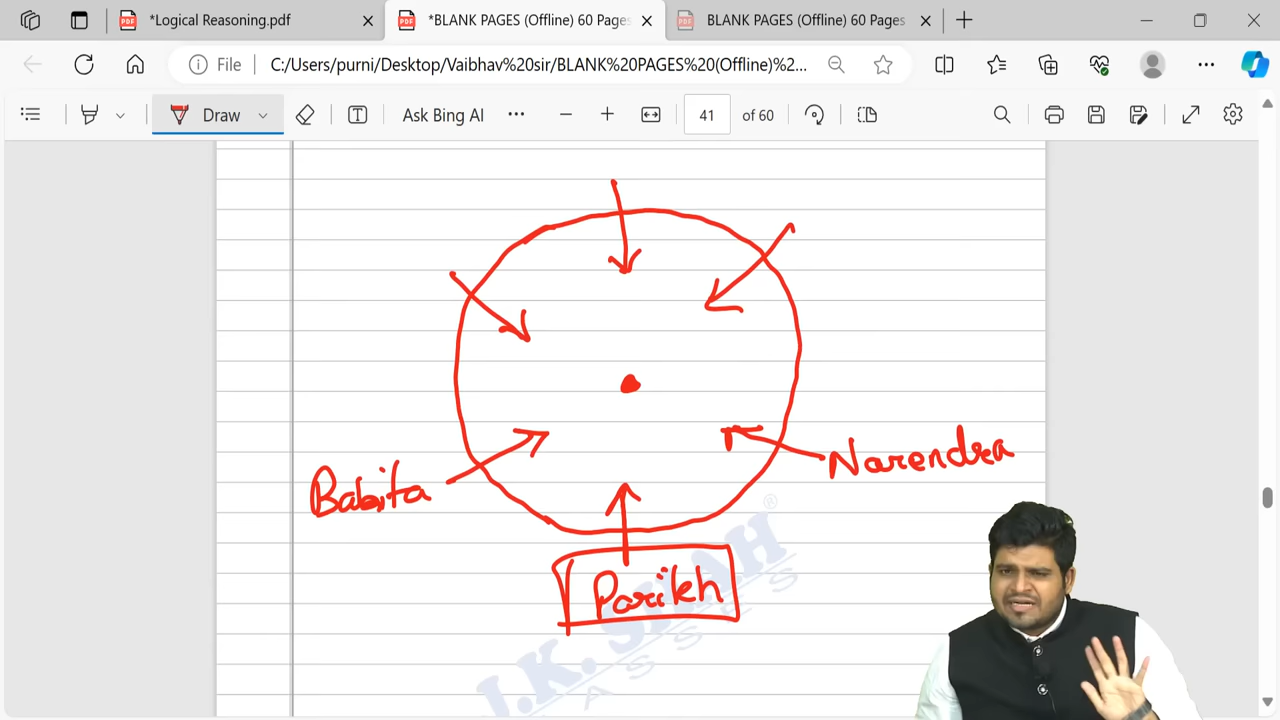 *Logical Reasoning.pdf
*BLANK PAGES (Offline) 60 Pages
BLANK PAGES (Offline) 60 Pages
File
C:/Users/purni/Desktop/Vaibhav%20sir/BLANK%20PAGES%20(Offline)%2...
Draw
Ask Bing AI
41 of 60
Narendra
Babita
Parikh
J.K. SHAH ®